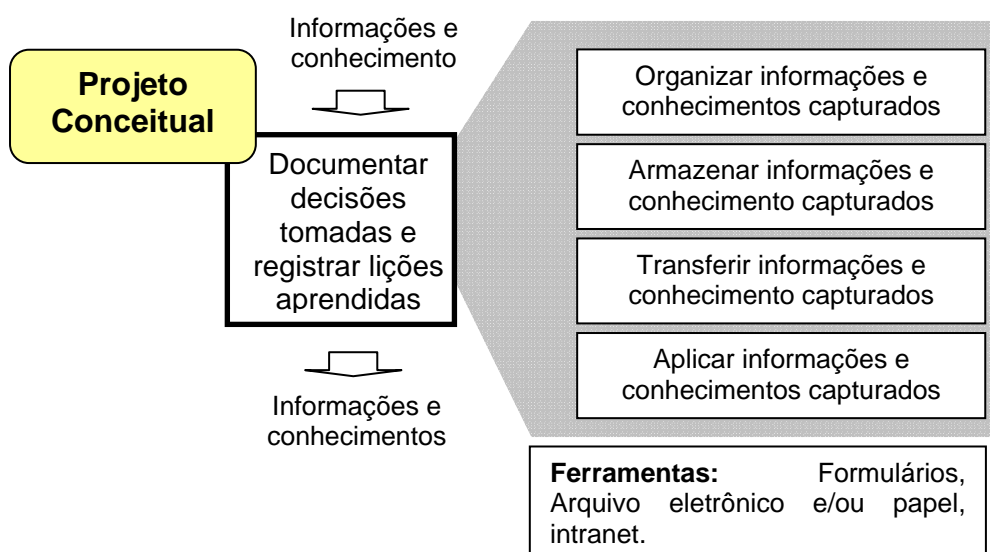 Informações e
conhecimento
Projeto
Conceitual
Documentar
decisões
tomadas e
registrar lições
aprendidas
Informações e
conhecimentos
Organizar informações e
conhecimentos capturados
Armazenar informações e
conhecimento capturados
Transferir informações e
conhecimento capturados
Aplicar informações e
conhecimentos capturados
Ferramentas: Formulários,
Arquivo eletrônico e/ou papel,
intranet.